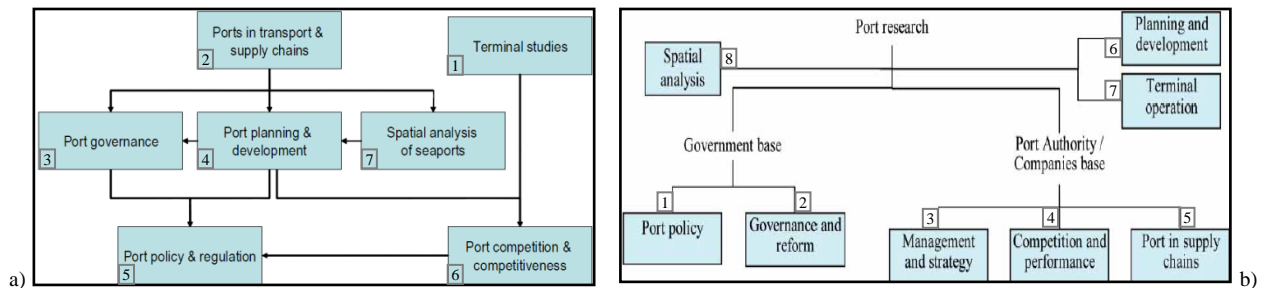 Ports in transport &
supply chains
2
Terminal studies
1
Port governance
3
Port planning &
development
4
Spatial analysis
of seaports
7
Port policy & regulation
5
Port competition &
competitiveness
6
a)
Port research
Spatial
analysis
8
Planning and
development
6
Terminal
operation
7
Government base
Port Authority /
Companies base
1
Port policy
2
Governance and
reform
3
Management
and strategy
4
Competition and
performance
5
Port in supply
chains
b)